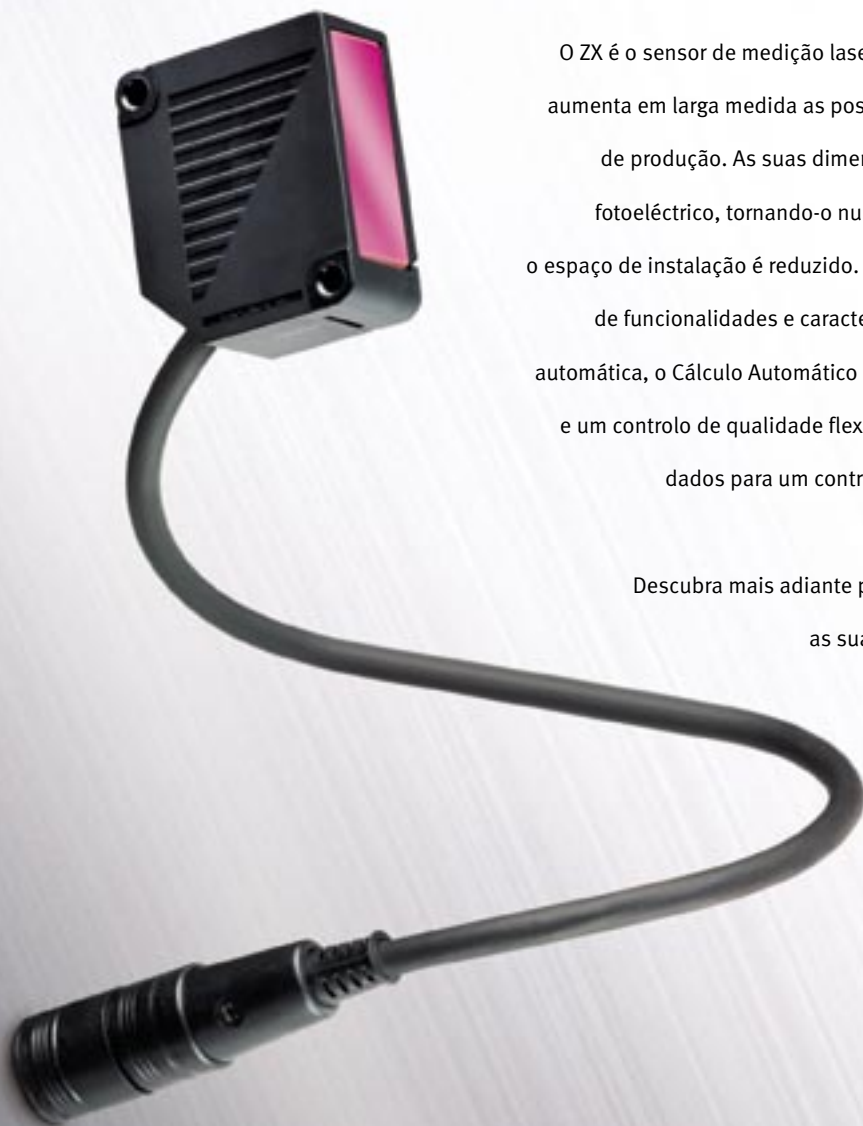 O ZX é o sensor de medição lase
aumenta em larga medida as pos
de produção. As suas dimen
fotoeléctrico, tornando-o nu
o espaço de instalação é reduzido.
de funcionalidades e caracte
automática, o Cálculo Automático
e um controlo de qualidade flex
dados para um contr
Descubra mais adiante p
as sua